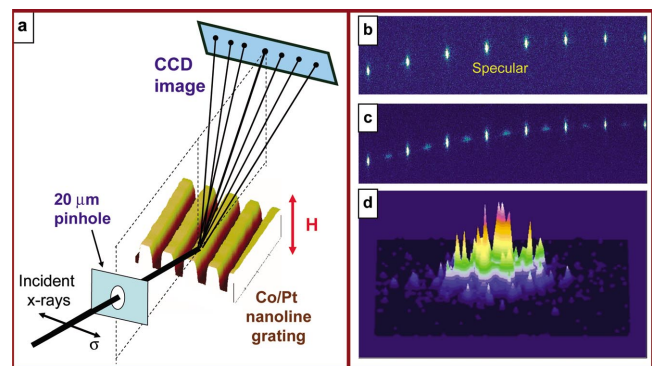 a
CCD
image
20 μm
pinhole
H
Incident
x-rays
σ
Co/Pt
nanoline
grating
b
Specular
c
d